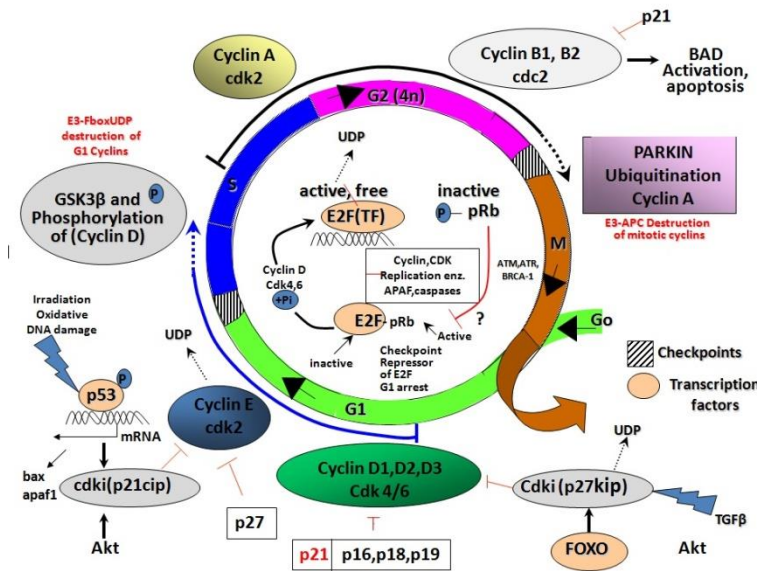 p21
Cyclin A
cdk2
Cyclin B1, B2
cdc2
BAD
Activation,
apoptosis
G2 (4n)
E3-FboxUDP
destruction of
G1 Cyclins
UDP
S
PARKIN
Ubiquitination
Cyclin A
GSK3β and
Phosphorylation
of (Cyclin D)
P
active, free
E2F(TF)
inactive
P
pRb
E3-APC Destruction
of mitotic cyclins
M
ATM,ATR,
BRCA-1
Cyclin D
Cdk4,6
+Pi
Cyclin,CDK
Replication enz.
APAF,caspases
Irradiation
Oxidative
DNA damage
E2F-pRb
?
Active
Go
inactive
Checkpoint
Repressor
of E2F
G1 arrest
Checkpoints
UDP
p53
P
Cyclin E
cdk2
G1
Transcription
factors
mRNA
UDP
bax
apaf1
cdki(p21cip)
Cyclin D1,D2,D3
Cdk 4/6
Cdki (p27kip)
TGFβ
p27
Akt
p21
p16,p18,p19
FOXO
Akt